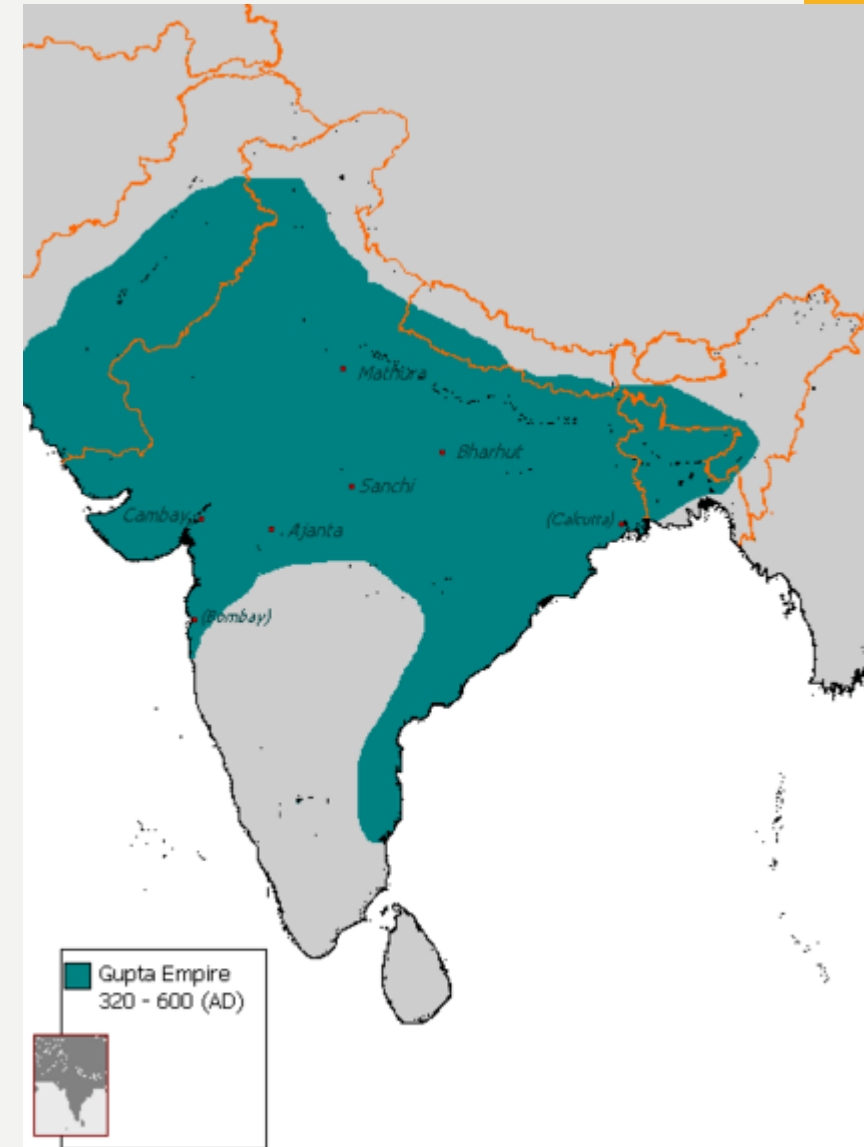 Mathura
Bharhut
Sanchi
Cambay
Ajanta
(Calcutta)
(Bombay)
Gupta Empire
320 - 600 (AD)